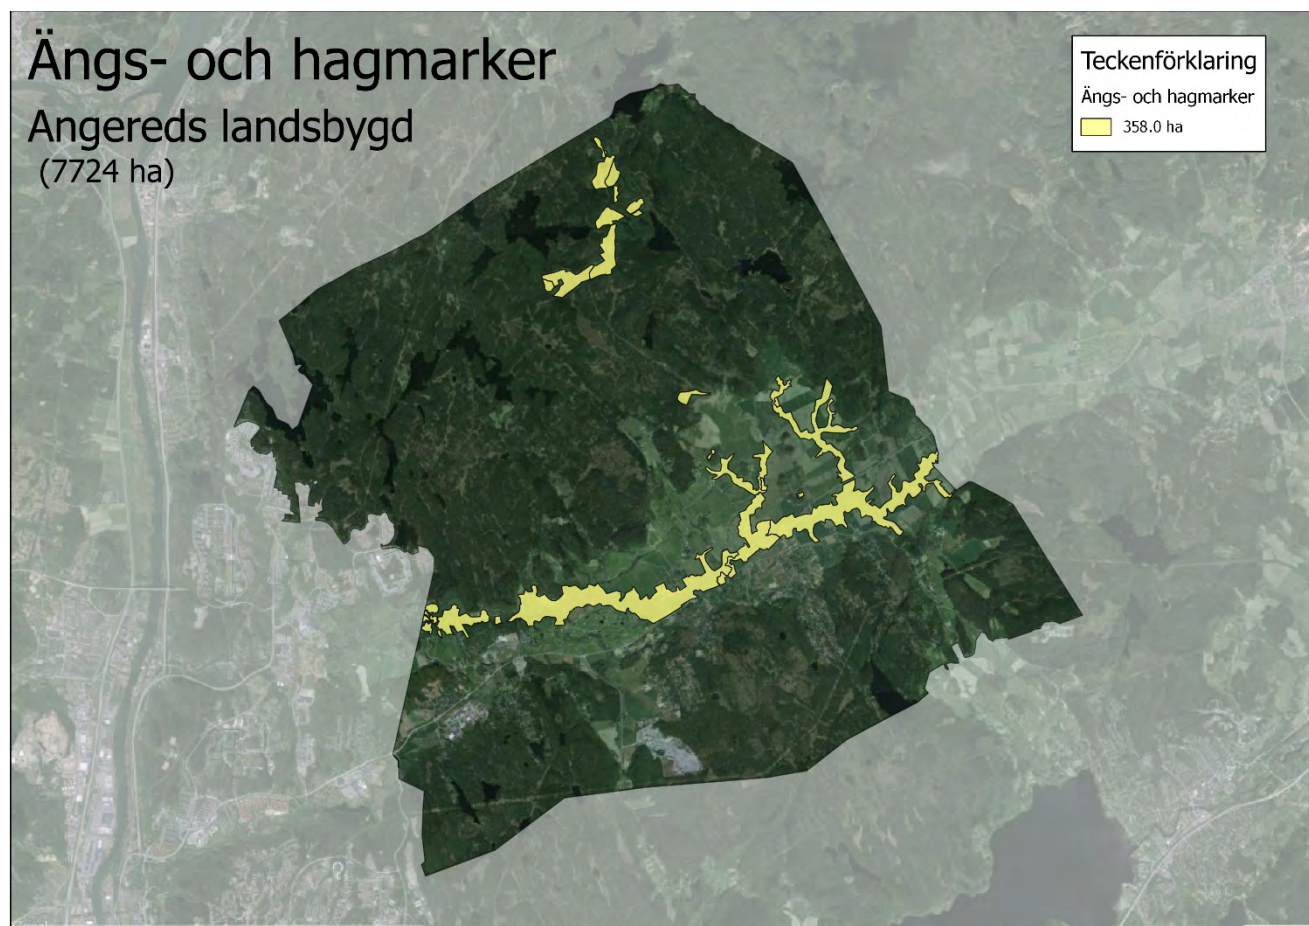 Ängs- och hagmarker
Angereds landsbygd
(7724 ha)
Teckenförklaring
Ängs- och hagmarker
358.0 ha